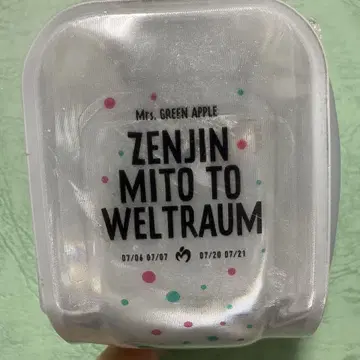 Mrs. GREEN APPLE
ZENJIN
MITO TO
WELTRAUM
07/06 07/07 07/20 07/21